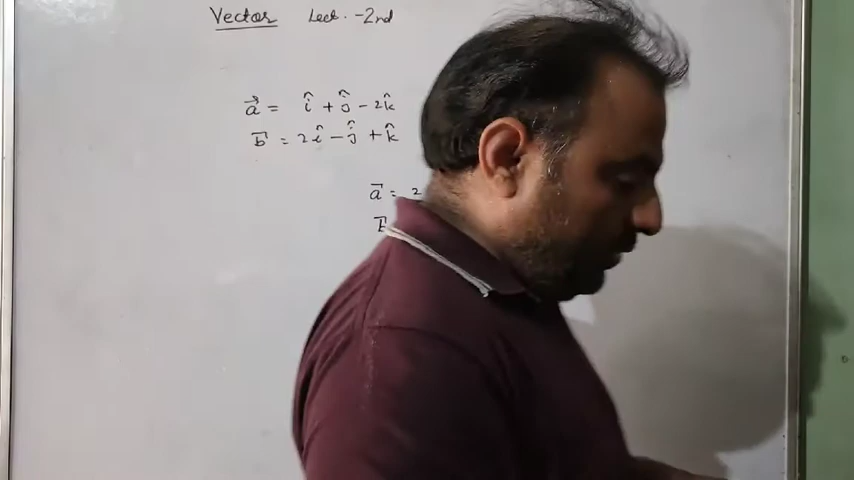 Vector Lect. -2nd
a⃗ = î + ĵ - 2k̂
b⃗ = 2î - ĵ + k̂
a⃗ = 2
b⃗